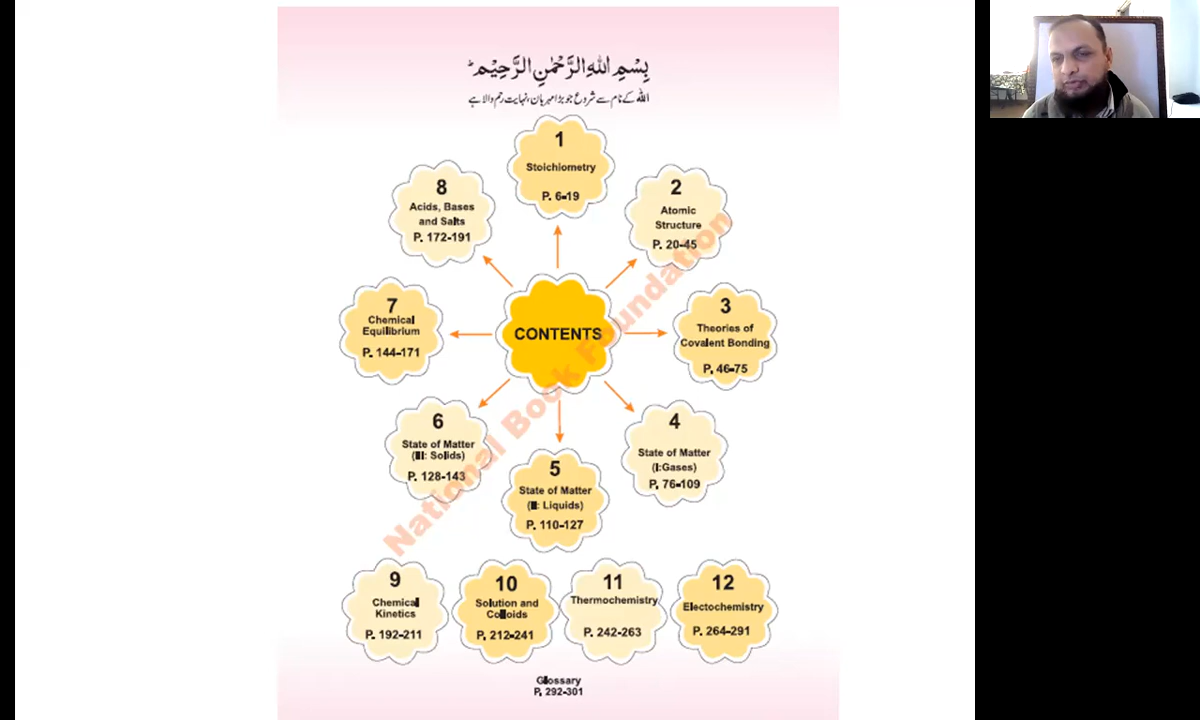 بِسْمِ اللهِ الرَّحْمٰنِ الرَّحِيْمِ
اللہ کے نام سے شروع جو بڑا مہربان، نہایت رحم والا ہے
1
Stoichiometry
P. 6-19
2
Atomic
Structure
P. 20-45
3
Theories of
Covalent Bonding
P. 46-75
4
State of Matter
(I:Gases)
P. 76-109
5
State of Matter
(II: Liquids)
P. 110-127
6
State of Matter
(III: Solids)
P. 128-143
7
Chemical
Equilibrium
P. 144-171
8
Acids, Bases
and Salts
P. 172-191
CONTENTS
National Book Foundation
9
Chemical
Kinetics
P. 192-211
10
Solution and
Colloids
P. 212-241
11
Thermochemistry
P. 242-263
12
Electochemistry
P. 264-291
Glossary
P. 292-301